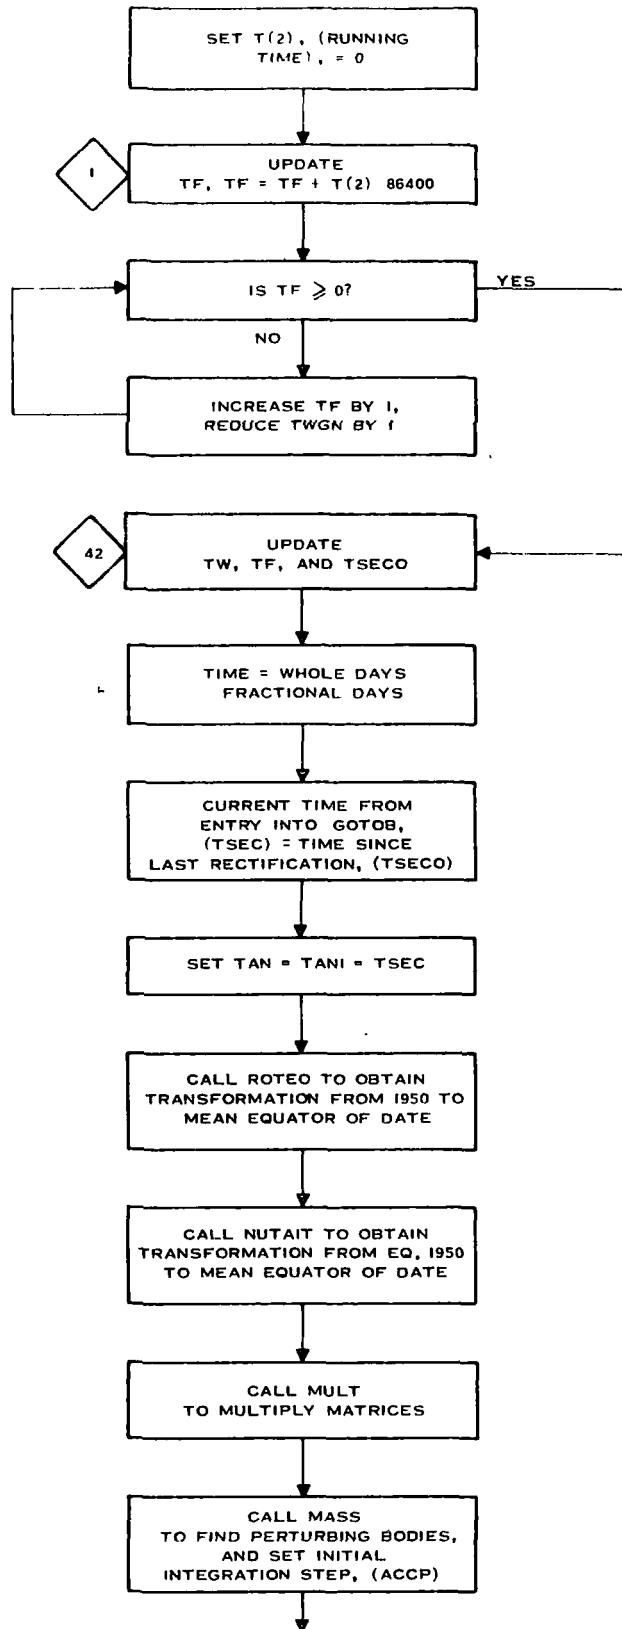 SET T(2), (RUNNING
TIME), = 0
1
UPDATE
TF, TF = TF + T(2) 86400
IS TF ⩾ 0?
YES
NO
INCREASE TF BY 1,
REDUCE TWGN BY 1
42
UPDATE
TW, TF, AND TSECO
TIME = WHOLE DAYS
FRACTIONAL DAYS
CURRENT TIME FROM
ENTRY INTO GOTOB,
(TSEC) = TIME SINCE
LAST RECTIFICATION, (TSECO)
SET TAN = TANI = TSEC
CALL ROTEO TO OBTAIN
TRANSFORMATION FROM 1950 TO
MEAN EQUATOR OF DATE
CALL NUTAIT TO OBTAIN
TRANSFORMATION FROM EQ, 1950
TO MEAN EQUATOR OF DATE
CALL MULT
TO MULTIPLY MATRICES
CALL MASS
TO FIND PERTURBING BODIES,
AND SET INITIAL
INTEGRATION STEP, (ACCP)